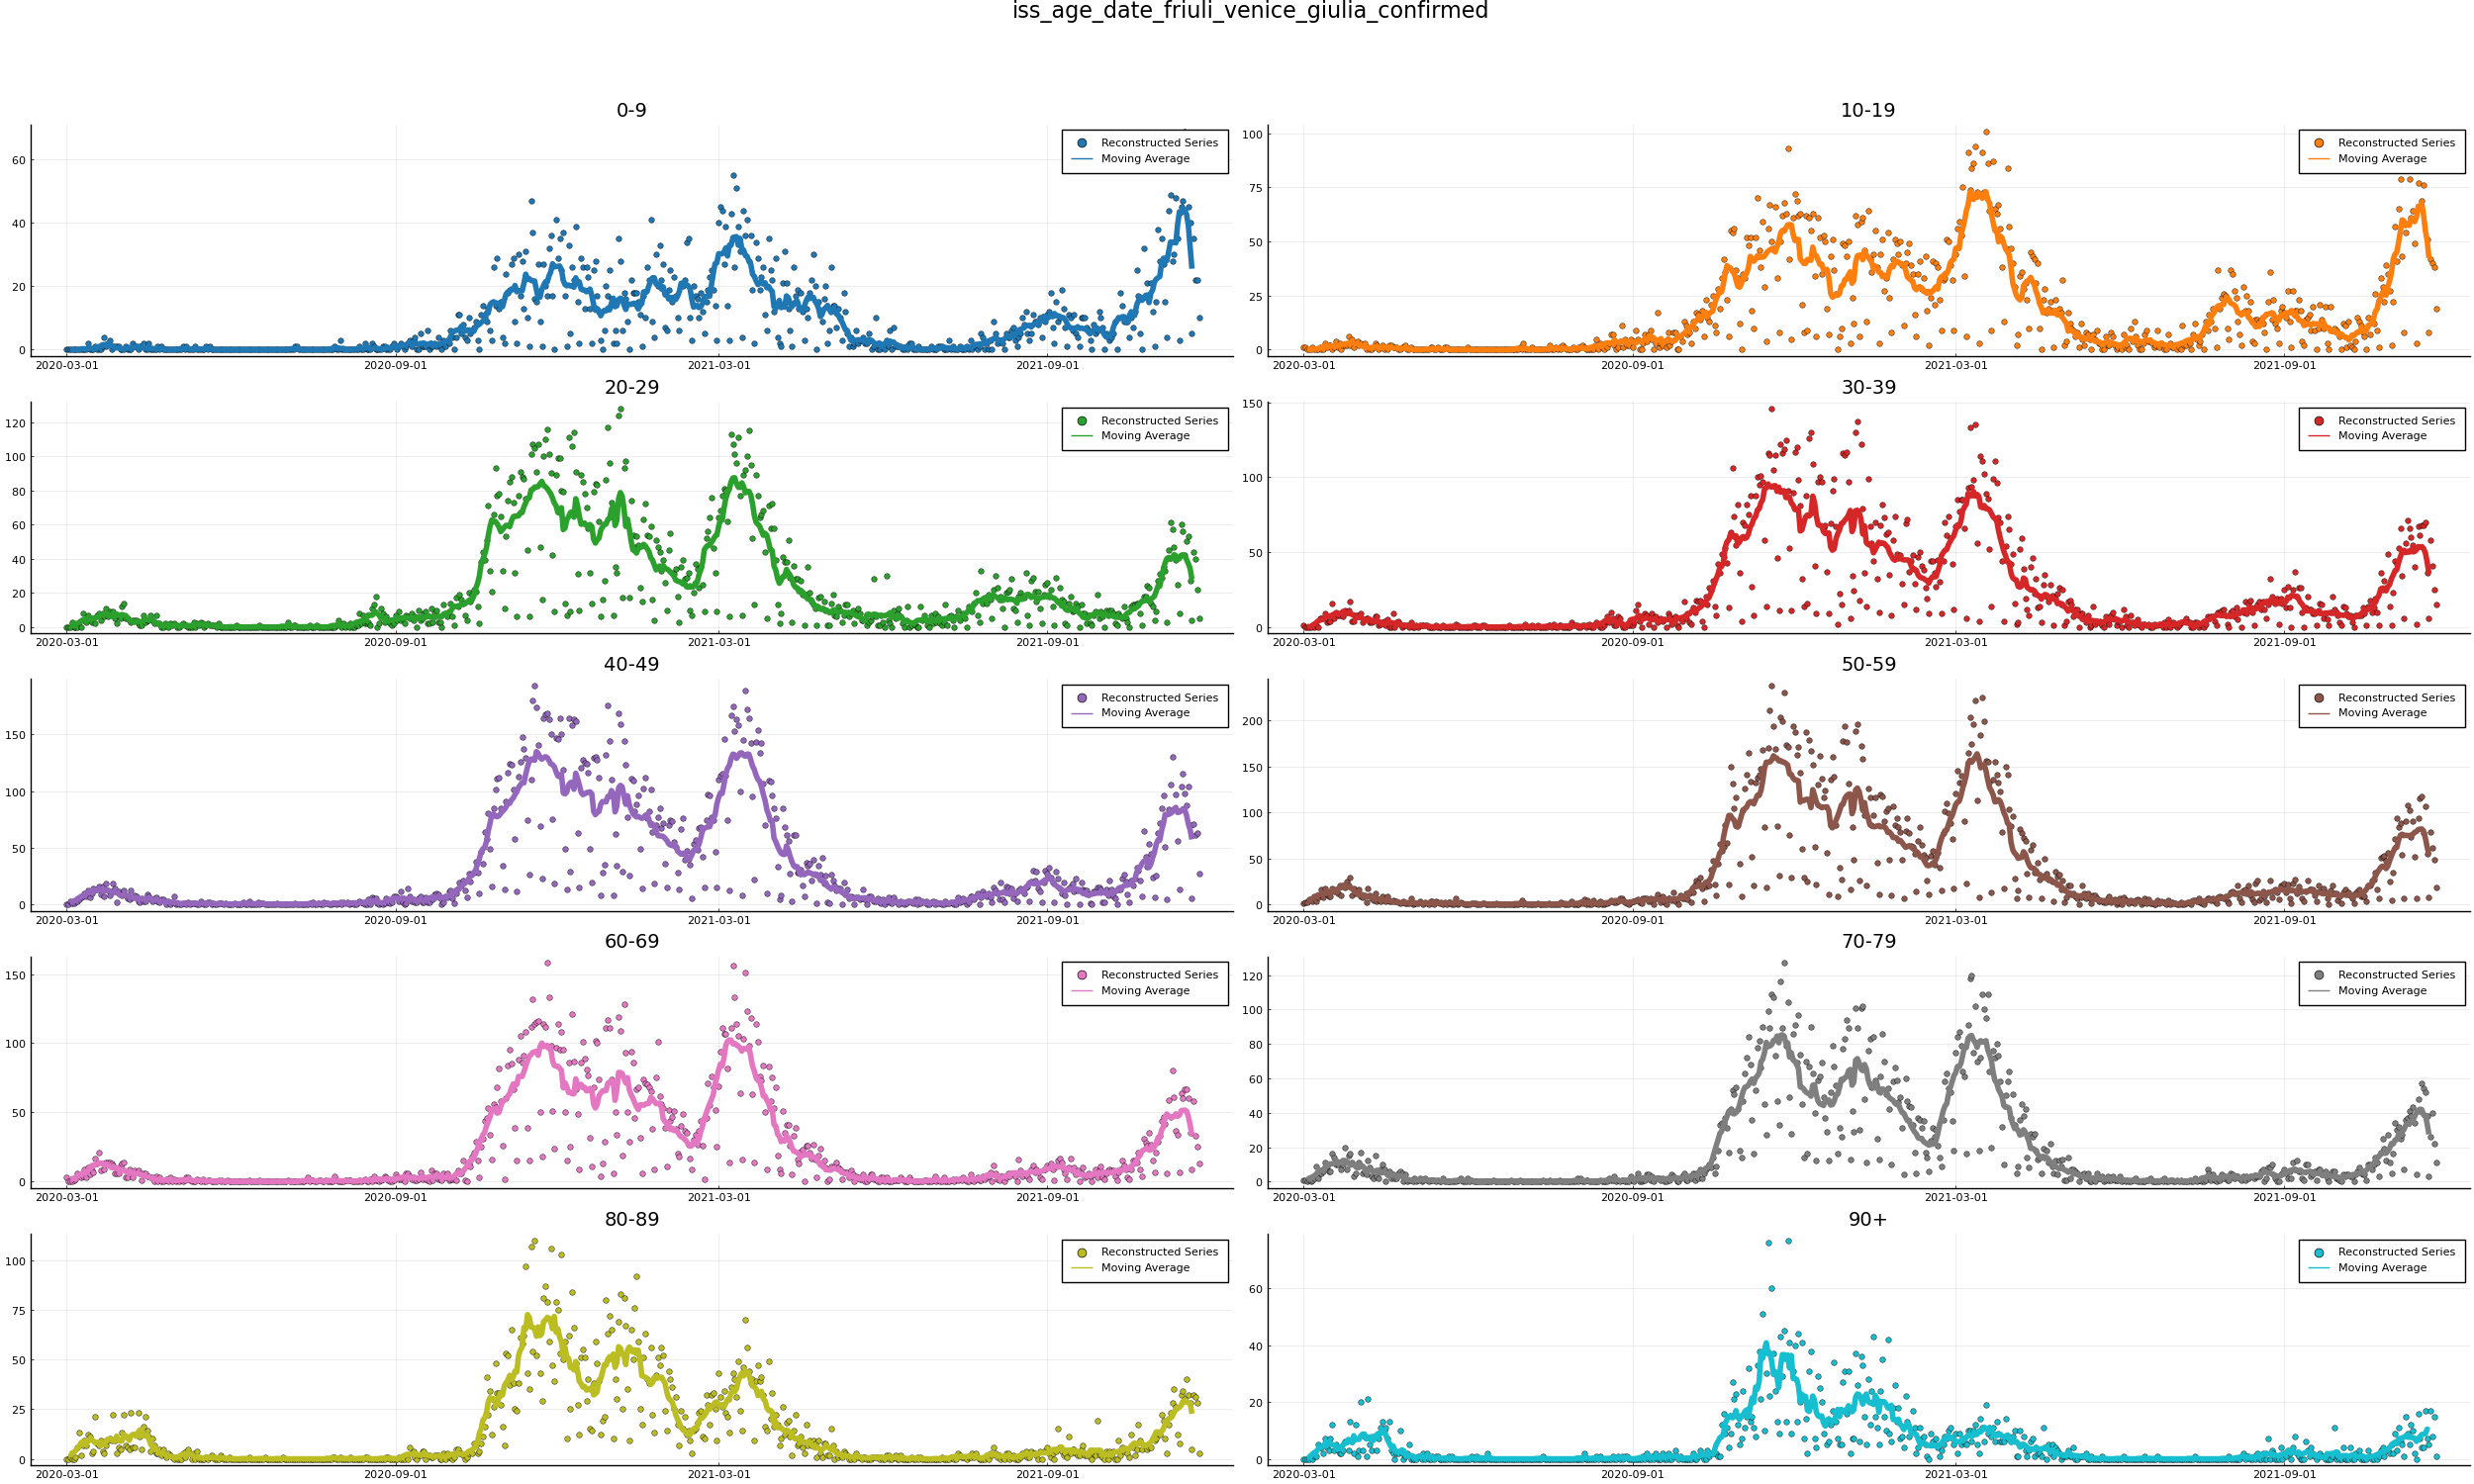 iss_age_date_friuli_venice_giulia_confirmed
0-9
60
40
20
0
2020-03-01 2020-09-01 2021-03-01 2021-09-01
Reconstructed Series
Moving Average
10-19
100
75
50
25
0
2020-03-01 2020-09-01 2021-03-01 2021-09-01
Reconstructed Series
Moving Average
20-29
120
100
80
60
40
20
0
2020-03-01 2020-09-01 2021-03-01 2021-09-01
Reconstructed Series
Moving Average
30-39
150
100
50
0
2020-03-01 2020-09-01 2021-03-01 2021-09-01
Reconstructed Series
Moving Average
40-49
150
100
50
0
2020-03-01 2020-09-01 2021-03-01 2021-09-01
Reconstructed Series
Moving Average
50-59
200
150
100
50
0
2020-03-01 2020-09-01 2021-03-01 2021-09-01
Reconstructed Series
Moving Average
60-69
150
100
50
0
2020-03-01 2020-09-01 2021-03-01 2021-09-01
Reconstructed Series
Moving Average
70-79
120
100
80
60
40
20
0
2020-03-01 2020-09-01 2021-03-01 2021-09-01
Reconstructed Series
Moving Average
80-89
100
75
50
25
0
2020-03-01 2020-09-01 2021-03-01 2021-09-01
Reconstructed Series
Moving Average
90+
60
40
20
0
2020-03-01 2020-09-01 2021-03-01 2021-09-01
Reconstructed Series
Moving Average